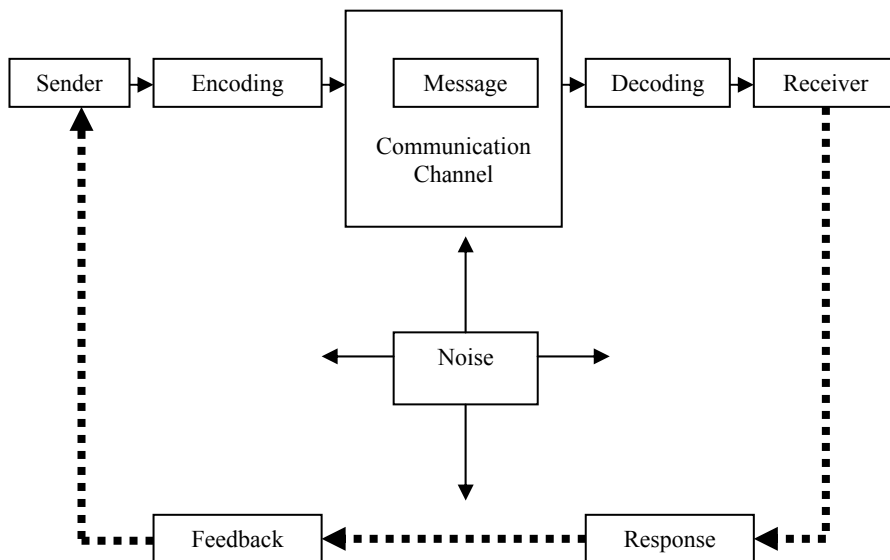 Sender
Encoding
Message
Communication
Channel
Decoding
Receiver
Noise
Feedback
Response